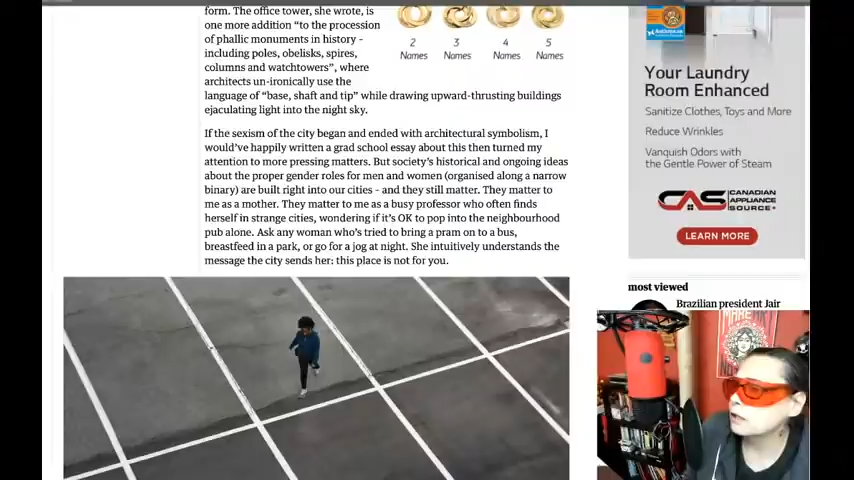 form. The office tower, she wrote, is
one more addition “to the procession
of phallic monuments in history -
including poles, obelisks, spires,
columns and watchtowers”, where
architects un-ironically use the
language of “base, shaft and tip” while drawing upward-thrusting buildings
ejaculating light into the night sky.
2 Names
3 Names
4 Names
5 Names
If the sexism of the city began and ended with architectural symbolism, I
would’ve happily written a grad school essay about this then turned my
attention to more pressing matters. But society’s historical and ongoing ideas
about the proper gender roles for men and women (organised along a narrow
binary) are built right into our cities – and they still matter. They matter to
me as a mother. They matter to me as a busy professor who often finds
herself in strange cities, wondering if it’s OK to pop into the neighbourhood
pub alone. Ask any woman who’s tried to bring a pram on to a bus,
breastfeed in a park, or go for a jog at night. She intuitively understands the
message the city sends her: this place is not for you.
Your Laundry
Room Enhanced
Sanitize Clothes, Toys and More
Reduce Wrinkles
Vanquish Odors with
the Gentle Power of Steam
CAS CANADIAN
APPLIANCE
SOURCE
LEARN MORE
most viewed
Brazilian president Jair